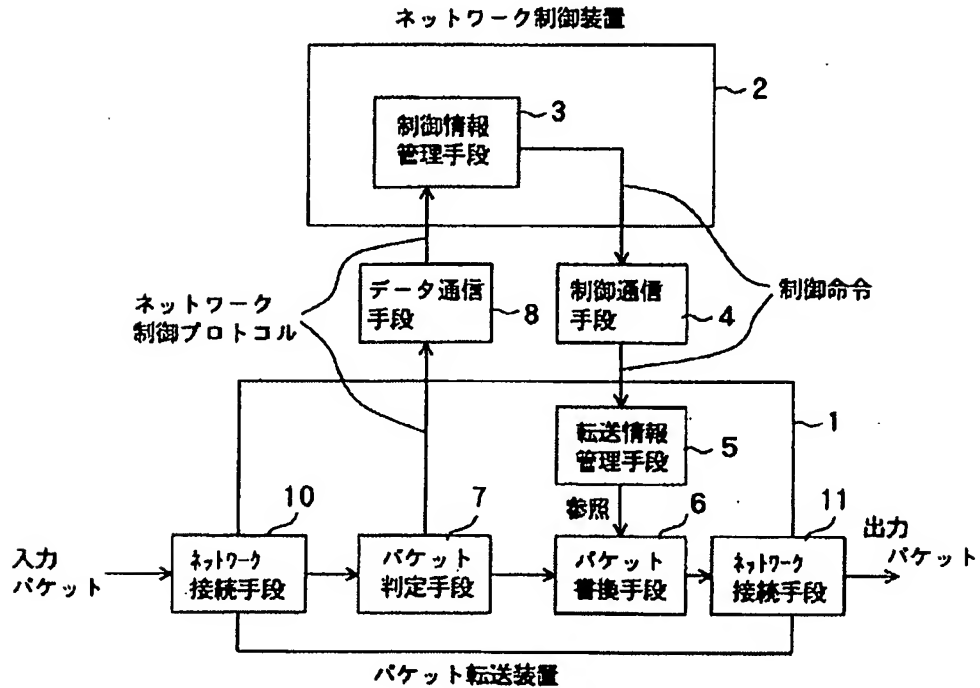 ネットワーク制御装置
2
3
制御情報
管理手段
ネットワーク
制御プロトコル
データ通信
手段
8
制御通信
手段
4
制御命令
1
転送情報
管理手段
5
参照
10
7
6
11
入力
パケット
ネットワーク
接続手段
パケット
判定手段
パケット
書換手段
ネットワーク
接続手段
出力
パケット
パケット転送装置